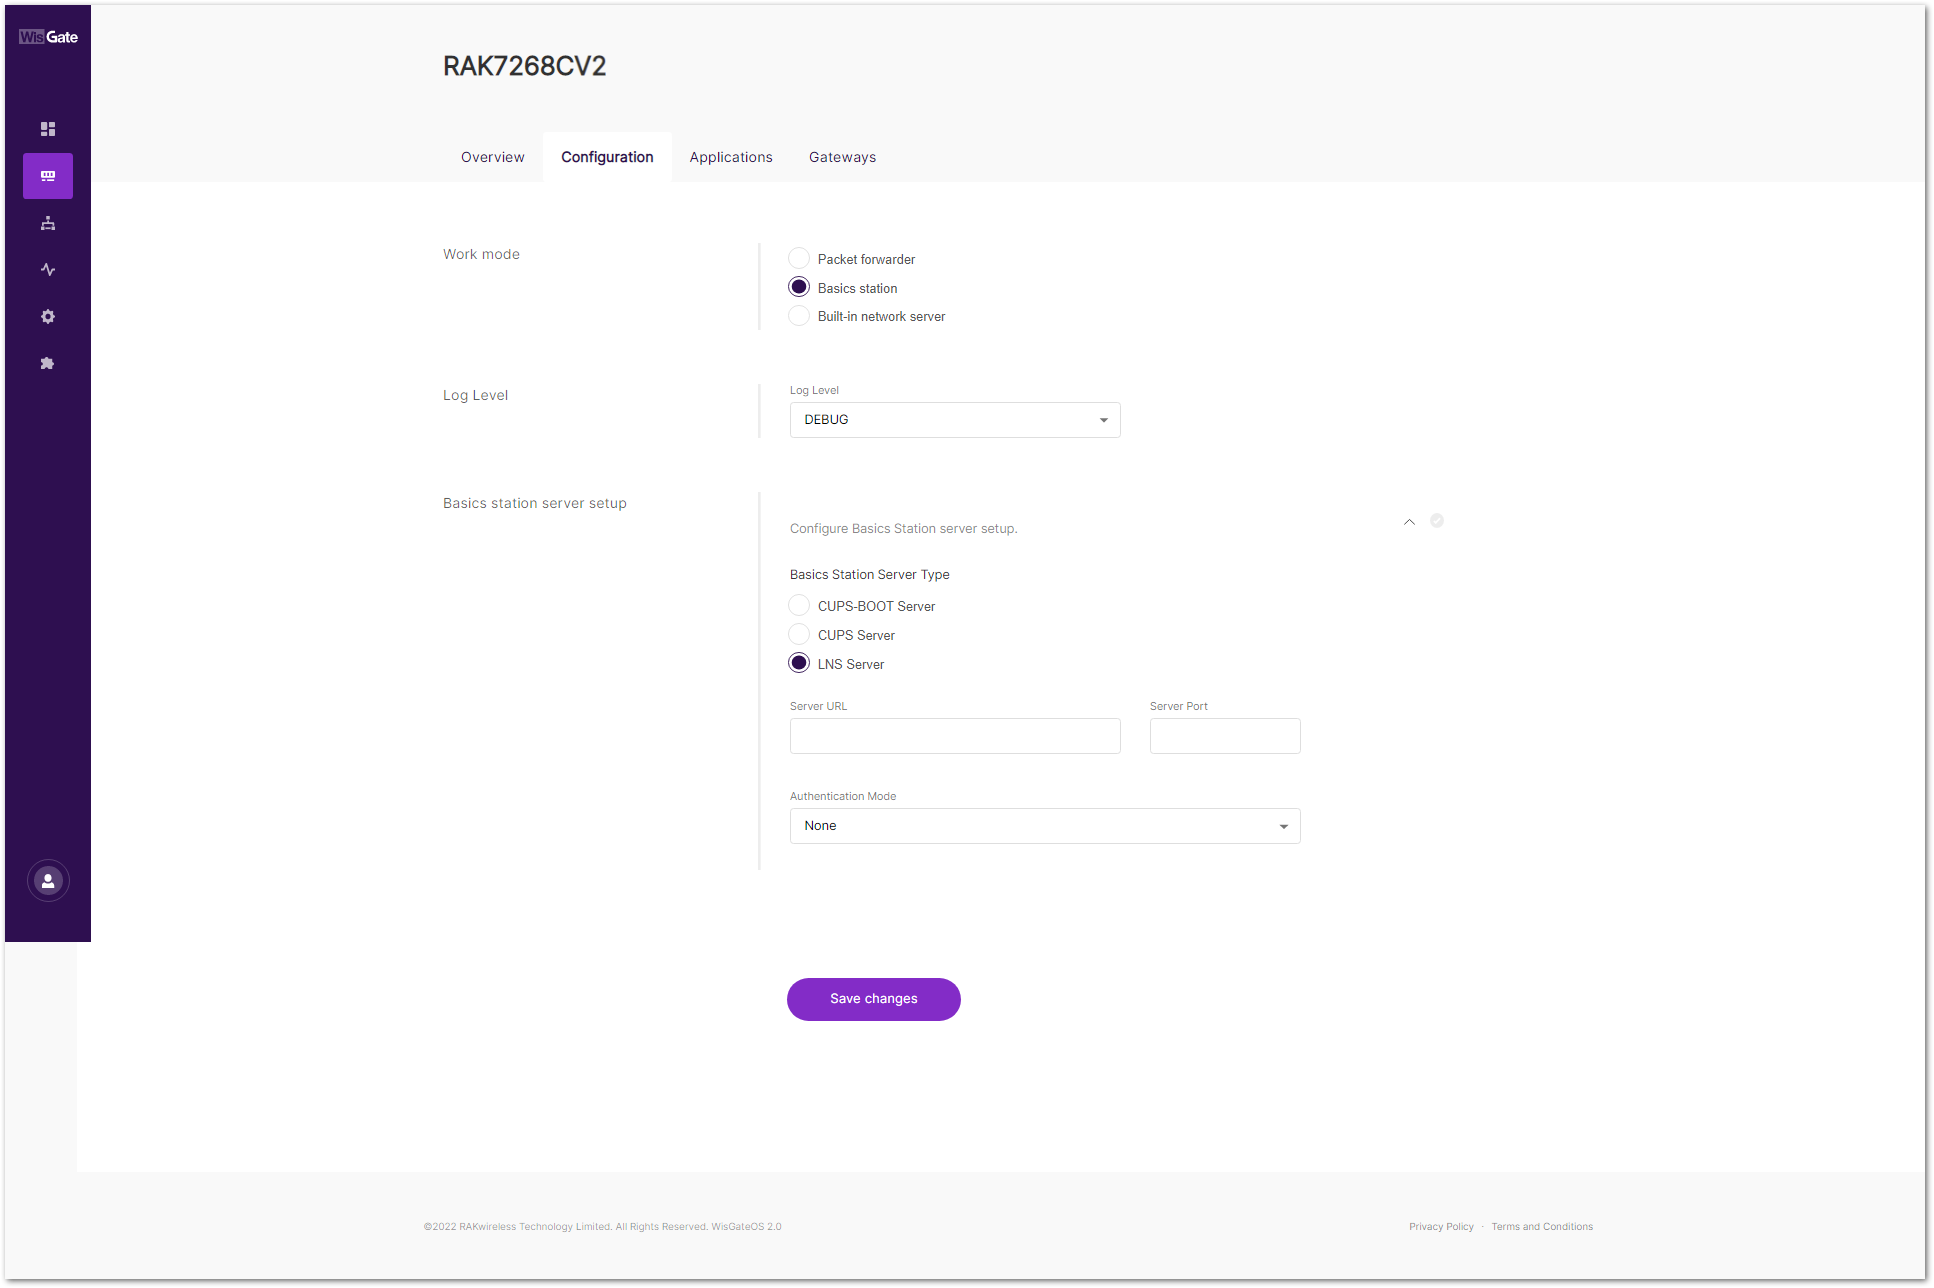 WisGate
RAK7268CV2
Overview Configuration Applications Gateways
Work mode
Packet forwarder
Basics station
Built-in network server
Log Level
Log Level
DEBUG
Basics station server setup
Configure Basics Station server setup.
Basics Station Server Type
CUPS-BOOT Server
CUPS Server
LNS Server
Server URL Server Port
Authentication Mode
None
Save changes
©2022 RAKwireless Technology Limited. All Rights Reserved. WisGateOS 2.0 Privacy Policy - Terms and Conditions